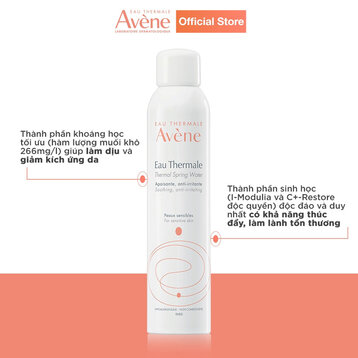 EAU THERMALE
Avène
LABORATOIRE DERMATOLOGIQUE
Official Store
Thành phần khoáng học
tối ưu (hàm lượng muối khô
266mg/l) giúp làm dịu và
giảm kích ứng da
EAU THERMALE
Avène
Eau Thermale
Thermal Spring Water
Apaisante, anti-irritante
Soothing, anti-irritating
Peaux sensibles
For sensitive skin
Thành phần sinh học
(I-Modulia và C+-Restore
độc quyền) độc đáo và duy
nhất có khả năng thúc
đẩy, làm lành tổn thương